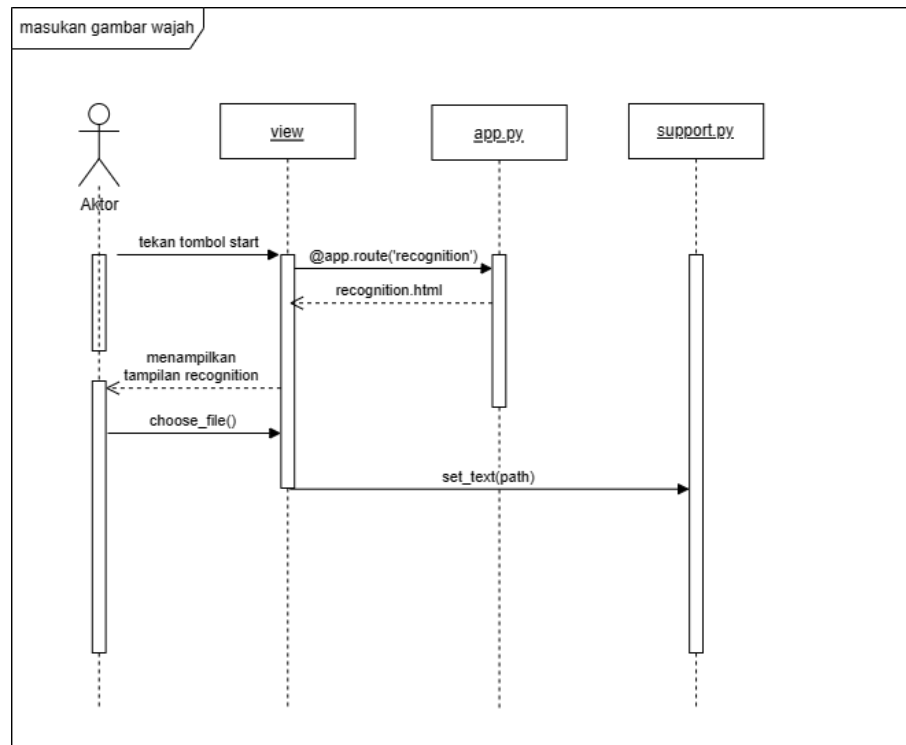 masukan gambar wajah
view
app.py
support.py
Aktor
tekan tombol start
@app.route('recognition')
recognition.html
menampilkan
tampilan recognition
choose_file()
set_text(path)